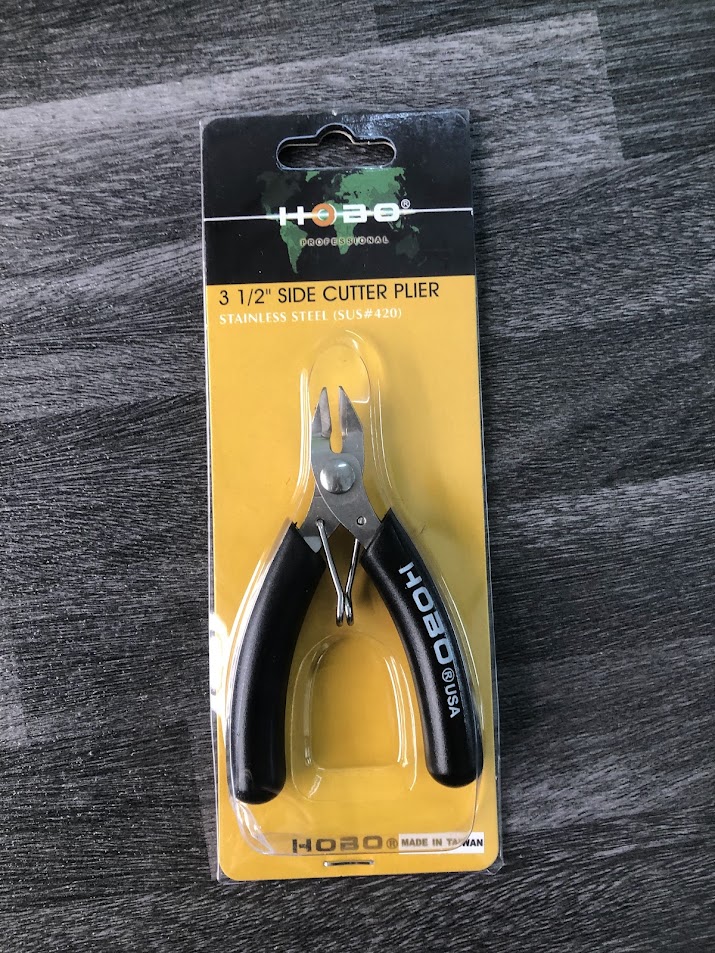 HOBO®
PROFESSIONAL
3 1/2" SIDE CUTTER PLIER
STAINLESS STEEL (SUS#420)
HOBO® USA
HOBO® MADE IN TAIWAN